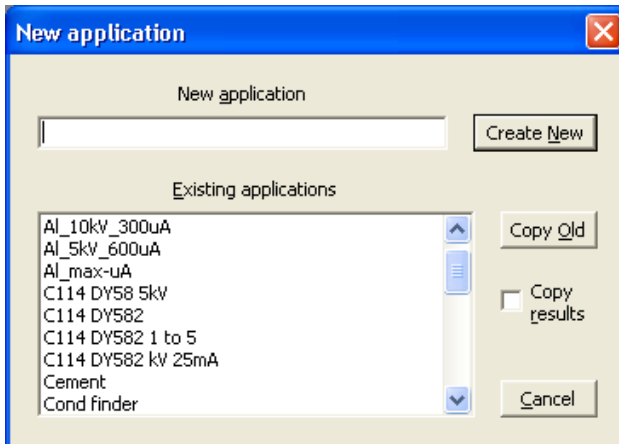 New application
New application
Create New
Existing applications
Al_10kV_300uA
Al_5kV_600uA
Al_max-uA
C114 DY58 5kV
C114 DY582
C114 DY582 1 to 5
C114 DY582 kV 25mA
Cement
Cond finder
Copy Old
Copy
results
Cancel